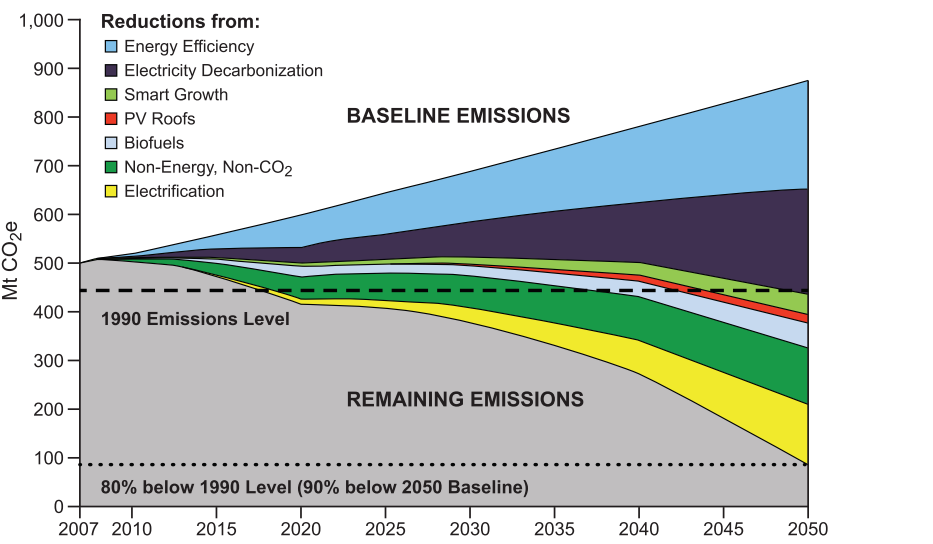 Reductions from:
Energy Efficiency
Electricity Decarbonization
Smart Growth
PV Roofs
Biofuels
Non-Energy, Non-CO2
Electrification
BASELINE EMISSIONS
1990 Emissions Level
REMAINING EMISSIONS
80% below 1990 Level (90% below 2050 Baseline)
Mt CO2e
1,000
900
800
700
600
500
400
300
200
100
0
2007 2010 2015 2020 2025 2030 2035 2040 2045 2050